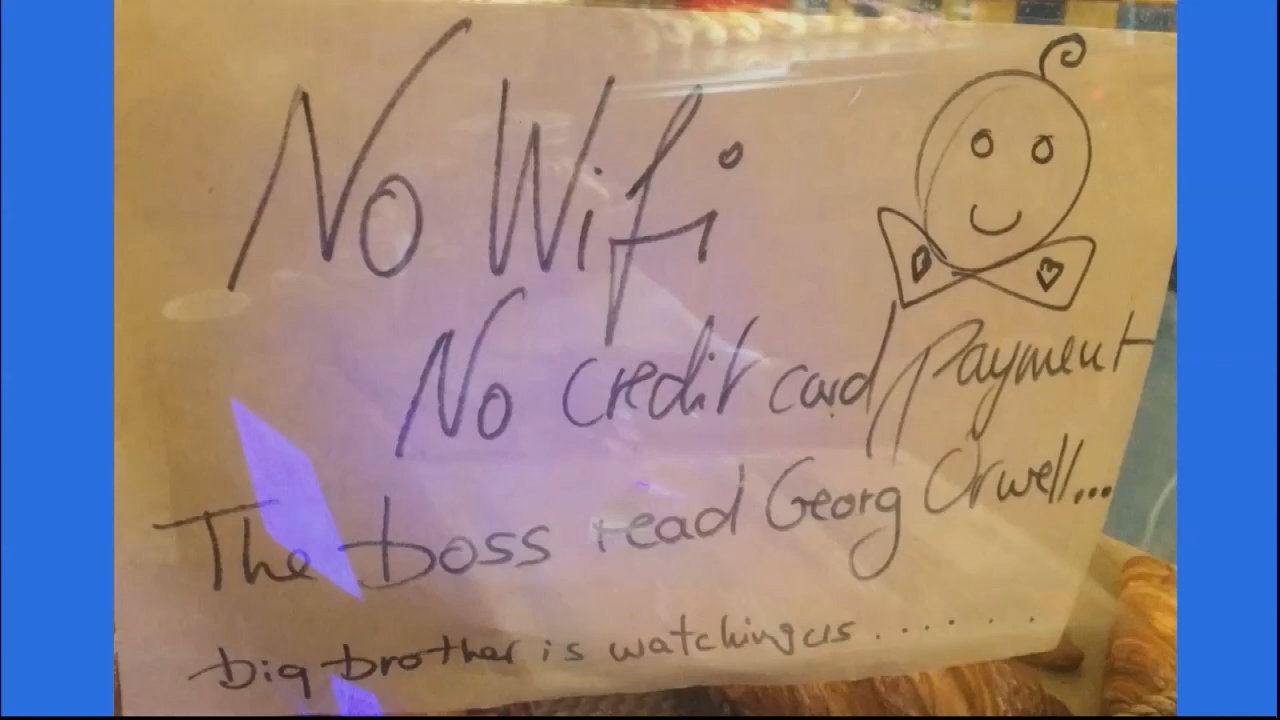 No Wifi
No credit card payment
The boss read Georg Orwell...
big brother is watching us.......